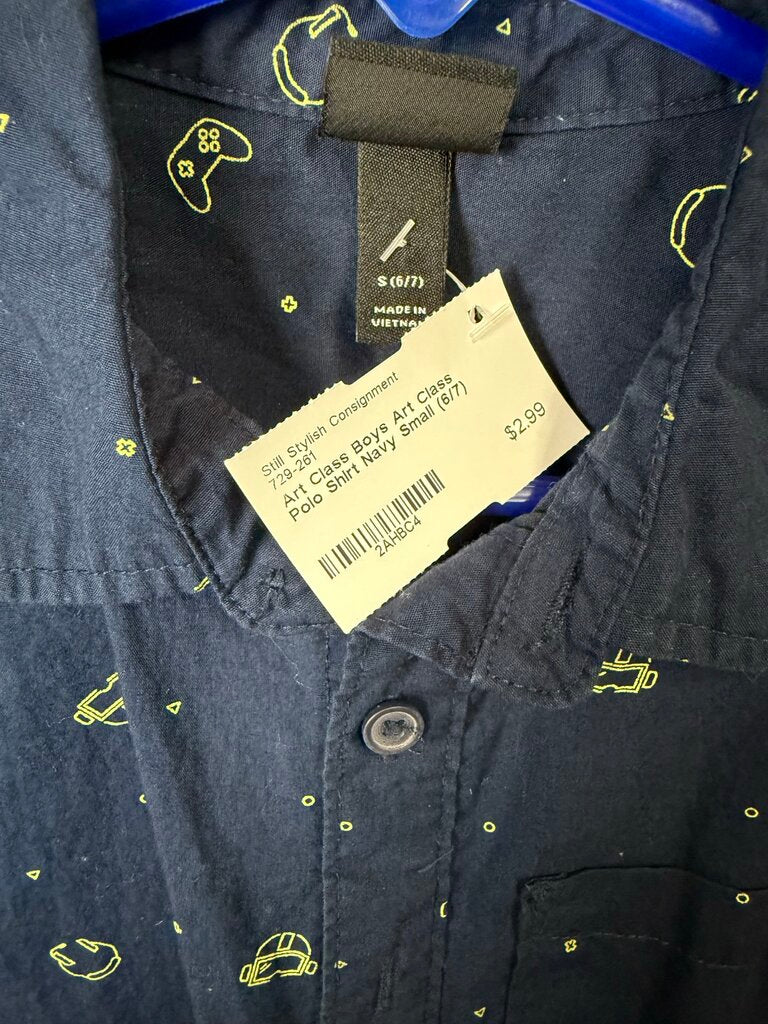 S (6/7)
MADE IN
VIETNA
Still Stylish Consignment
729-261
Art Class Boys Art Class
Polo Shirt Navy Small (6/7)
$2.99
2AHBC4